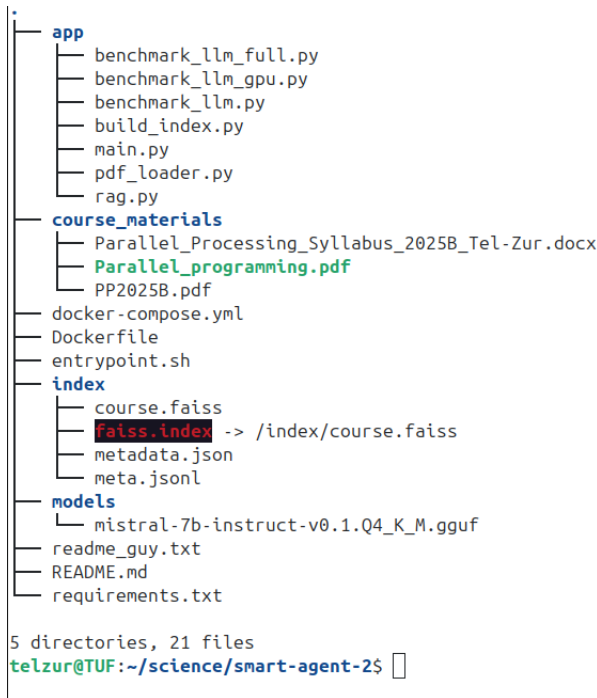 .
├── app
│   ├── benchmark_llm_full.py
│   ├── benchmark_llm_gpu.py
│   ├── benchmark_llm.py
│   ├── build_index.py
│   ├── main.py
│   ├── pdf_loader.py
│   └── rag.py
├── course_materials
│   ├── Parallel_Processing_Syllabus_2025B_Tel-Zur.docx
│   ├── Parallel_programming.pdf
│   └── PP2025B.pdf
├── docker-compose.yml
├── Dockerfile
├── entrypoint.sh
├── index
│   ├── course.faiss
│   ├── faiss.index -> /index/course.faiss
│   ├── metadata.json
│   └── meta.jsonl
├── models
│   └── mistral-7b-instruct-v0.1.Q4_K_M.gguf
├── readme_guy.txt
├── README.md
└── requirements.txt
5 directories, 21 files
telzur@TUF:~/science/smart-agent-2$